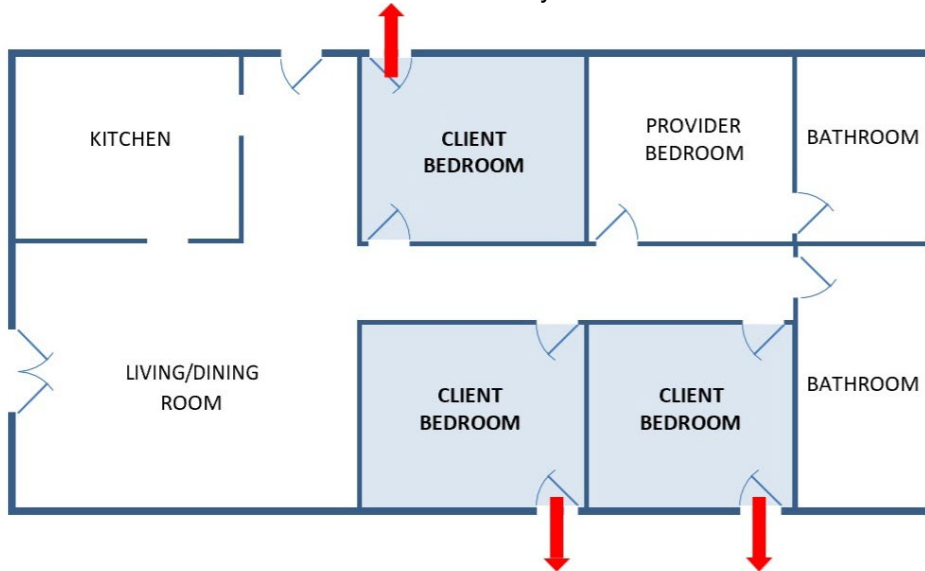 KITCHEN
CLIENT
BEDROOM
PROVIDER
BEDROOM
BATHROOM
LIVING/DINING
ROOM
CLIENT
BEDROOM
CLIENT
BEDROOM
BATHROOM